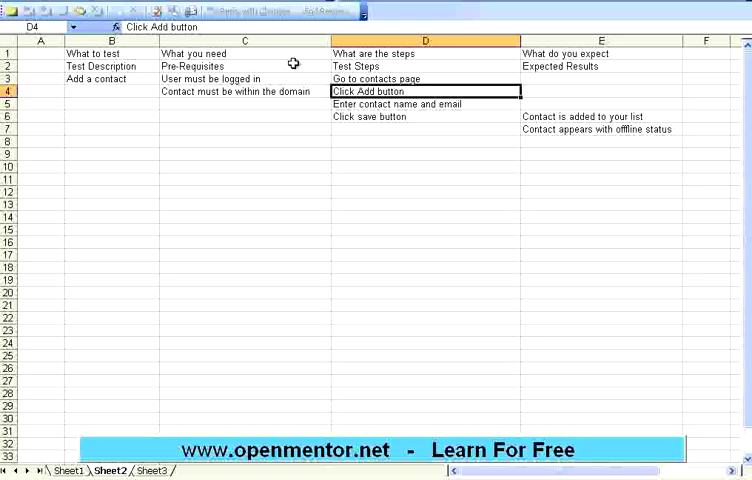 D4 fx Click Add button
A B C D E F
1 What to test What you need What are the steps What do you expect
2 Test Description Pre-Requisites Test Steps Expected Results
3 Add a contact User must be logged in Go to contacts page
4 Contact must be within the domain Click Add button
5 Enter contact name and email
6 Click save button Contact is added to your list
7 Contact appears with offline status
8
9
10
11
12
13
14
15
16
17
18
19
20
21
22
23
24
25
26
27
28
29
30
31
32
33
www.openmentor.net - Learn For Free
Sheet1 Sheet2 Sheet3